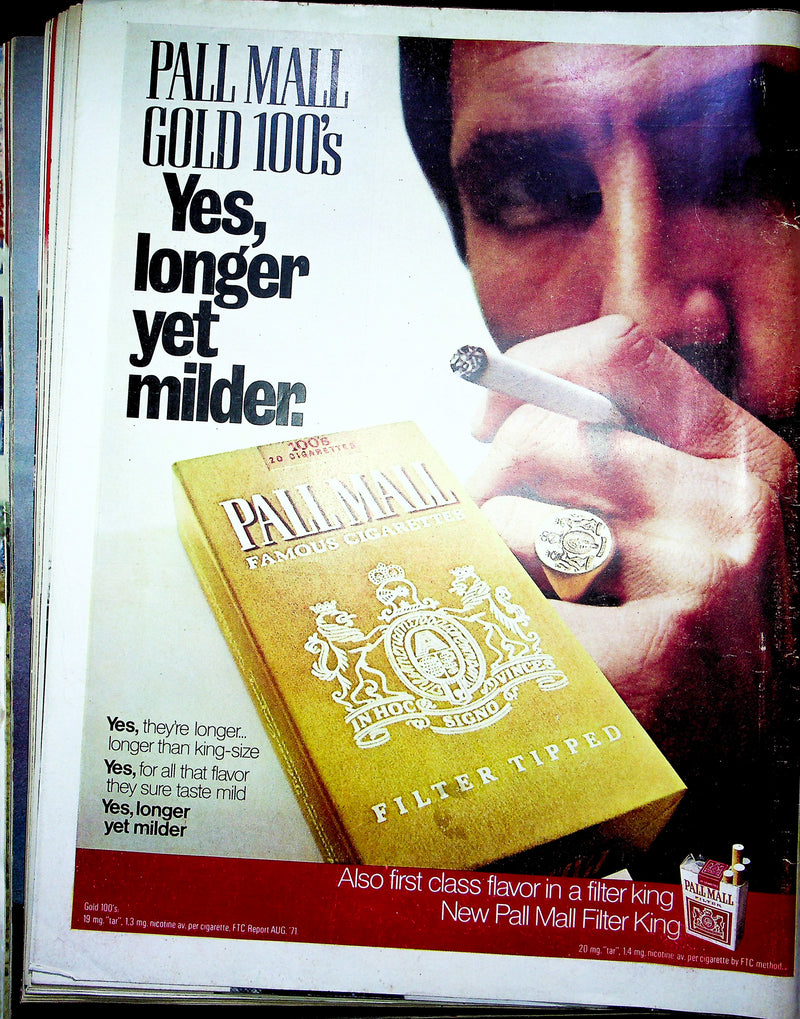 PALL MALL
GOLD 100's
Yes,
longer
yet
milder.
100's
20 CIGARETTES
PALL MALL
FAMOUS CIGARETTES
IN HOC
SIGNO
VINCES
FILTER TIPPED
Yes, they're longer...
longer than king-size
Yes, for all that flavor
they sure taste mild
Yes, longer
yet milder
Also first class flavor in a filter king
New Pall Mall Filter King
PALL MALL
FILTER
Gold 100's:
19 mg. "tar", 1.3 mg. nicotine av. per cigarette, FTC Report AUG. '71
20 mg. "tar", 1.4 mg. nicotine av. per cigarette by FTC method...